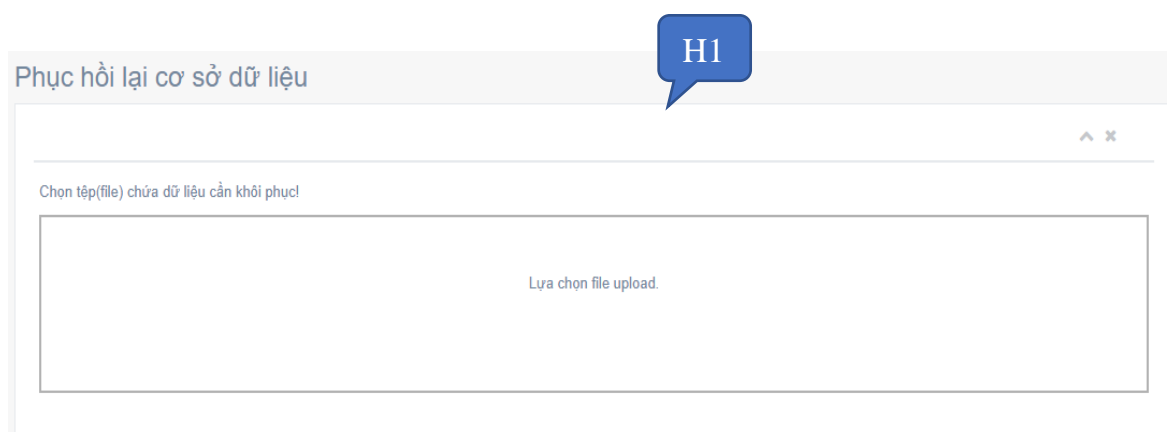 H1
Phục hồi lại cơ sở dữ liệu
Chọn tệp(file) chứa dữ liệu cần khôi phục!
Lựa chọn file upload.